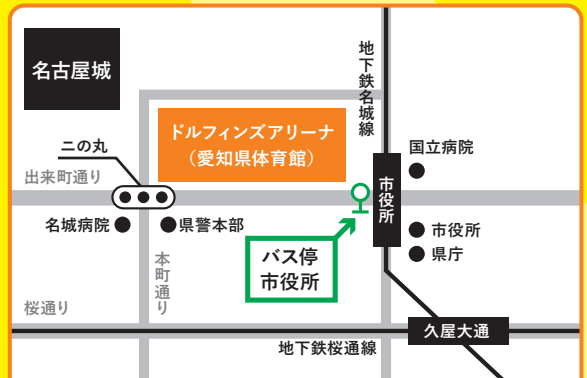 名古屋城
地下鉄名城線
ドルフィンズアリーナ
（愛知県体育館）
二の丸
国立病院
出来町通り
市役所
名城病院
県警本部
市役所
県庁
バス停
市役所
本町通り
桜通り
久屋大通
地下鉄桜通線